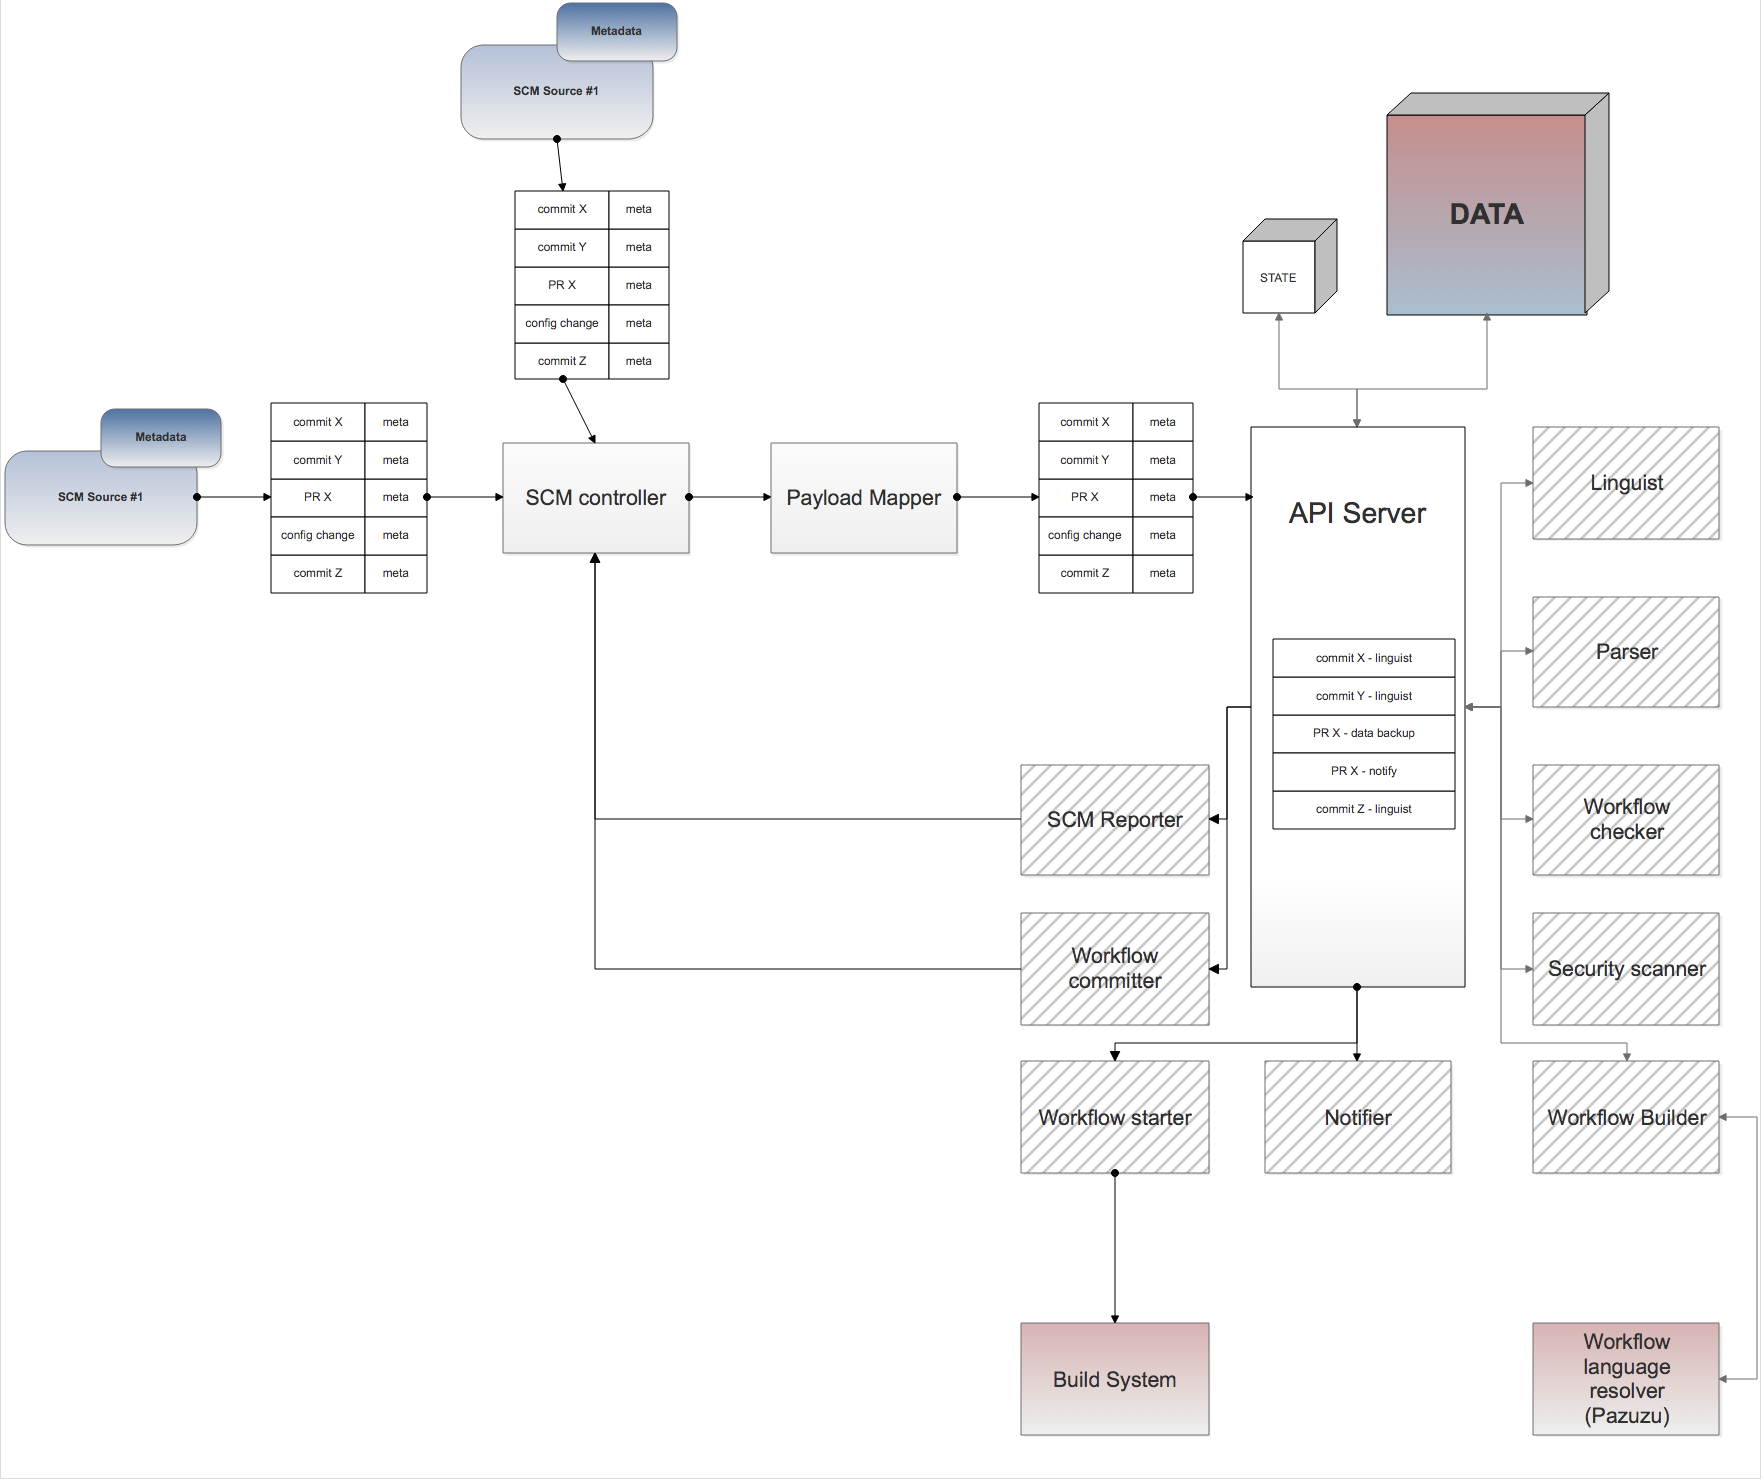 Metadata
SCM Source #1
commit X meta
commit Y meta
PR X meta
config change meta
commit Z meta
DATA
STATE
Metadata
SCM Source #1
commit X meta
commit Y meta
PR X meta
config change meta
commit Z meta
SCM controller
Payload Mapper
commit X meta
commit Y meta
PR X meta
config change meta
commit Z meta
API Server
commit X - linguist
commit Y - linguist
PR X - data backup
PR X - notify
commit Z - linguist
Linguist
Parser
Workflow
checker
Security scanner
SCM Reporter
Workflow
committer
Workflow starter
Notifier
Workflow Builder
Build System
Workflow
language
resolver
(Pazuzu)